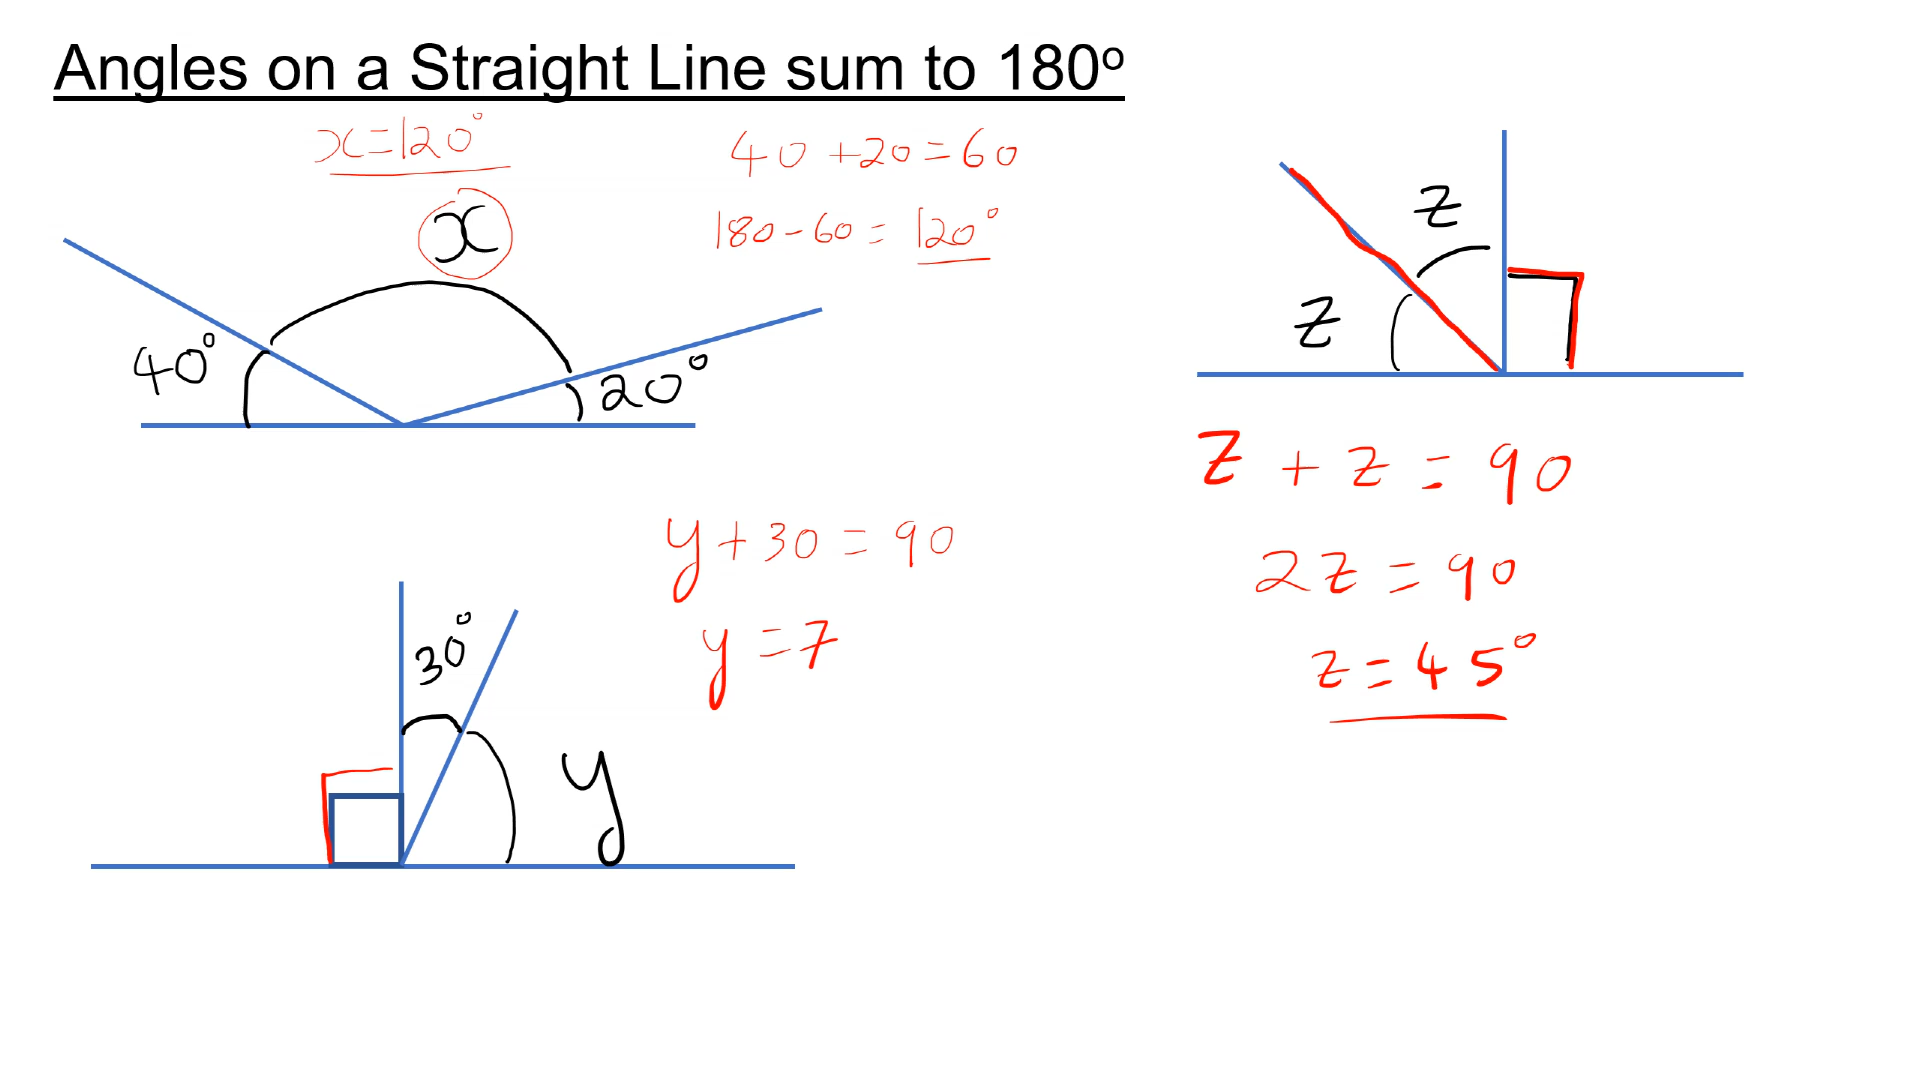 Angles on a Straight Line sum to 180º
x=120°
40+20=60
180-60=120°
x
40°
20°
z
z
z+z=90
2z=90
z=45°
y+30=90
y=7
30°
y